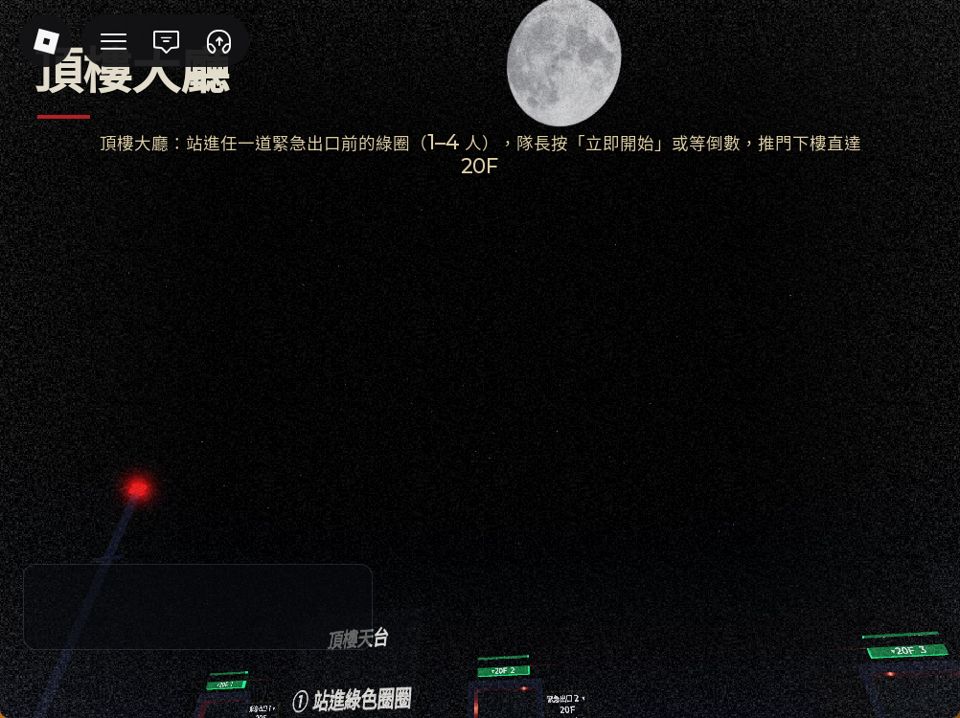 頂樓大廳
頂樓大廳：站進任一道緊急出口前的綠圈（1–4 人），隊長按「立即開始」或等倒數，推門下樓直達
20F
頂樓天台
▾20F 3
▾20F 2
① 站進綠色圈圈
緊急出口 2 ▾
20F